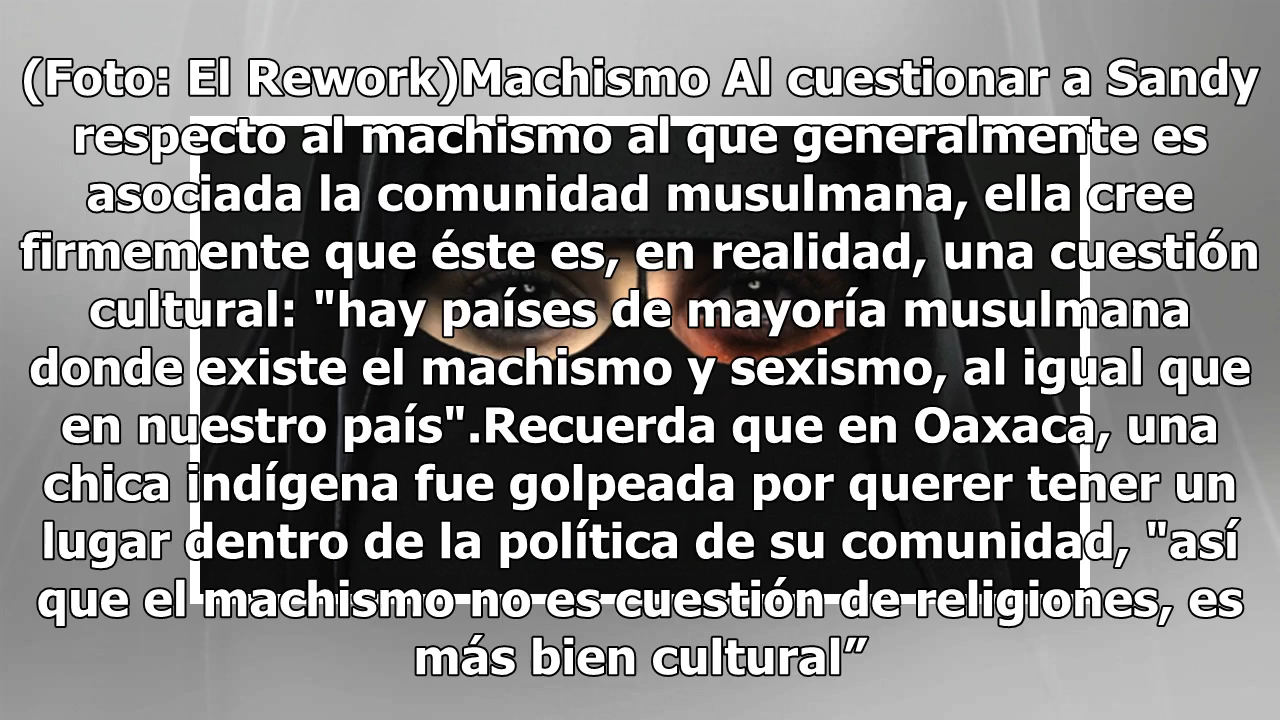 (Foto: El Rework)Machismo Al cuestionar a Sandy
respecto al machismo al que generalmente es
asociada la comunidad musulmana, ella cree
firmemente que éste es, en realidad, una cuestión
cultural: "hay países de mayoría musulmana
donde existe el machismo y sexismo, al igual que
en nuestro país".Recuerda que en Oaxaca, una
chica indígena fue golpeada por querer tener un
lugar dentro de la política de su comunidad, "así
que el machismo no es cuestión de religiones, es
más bien cultural”